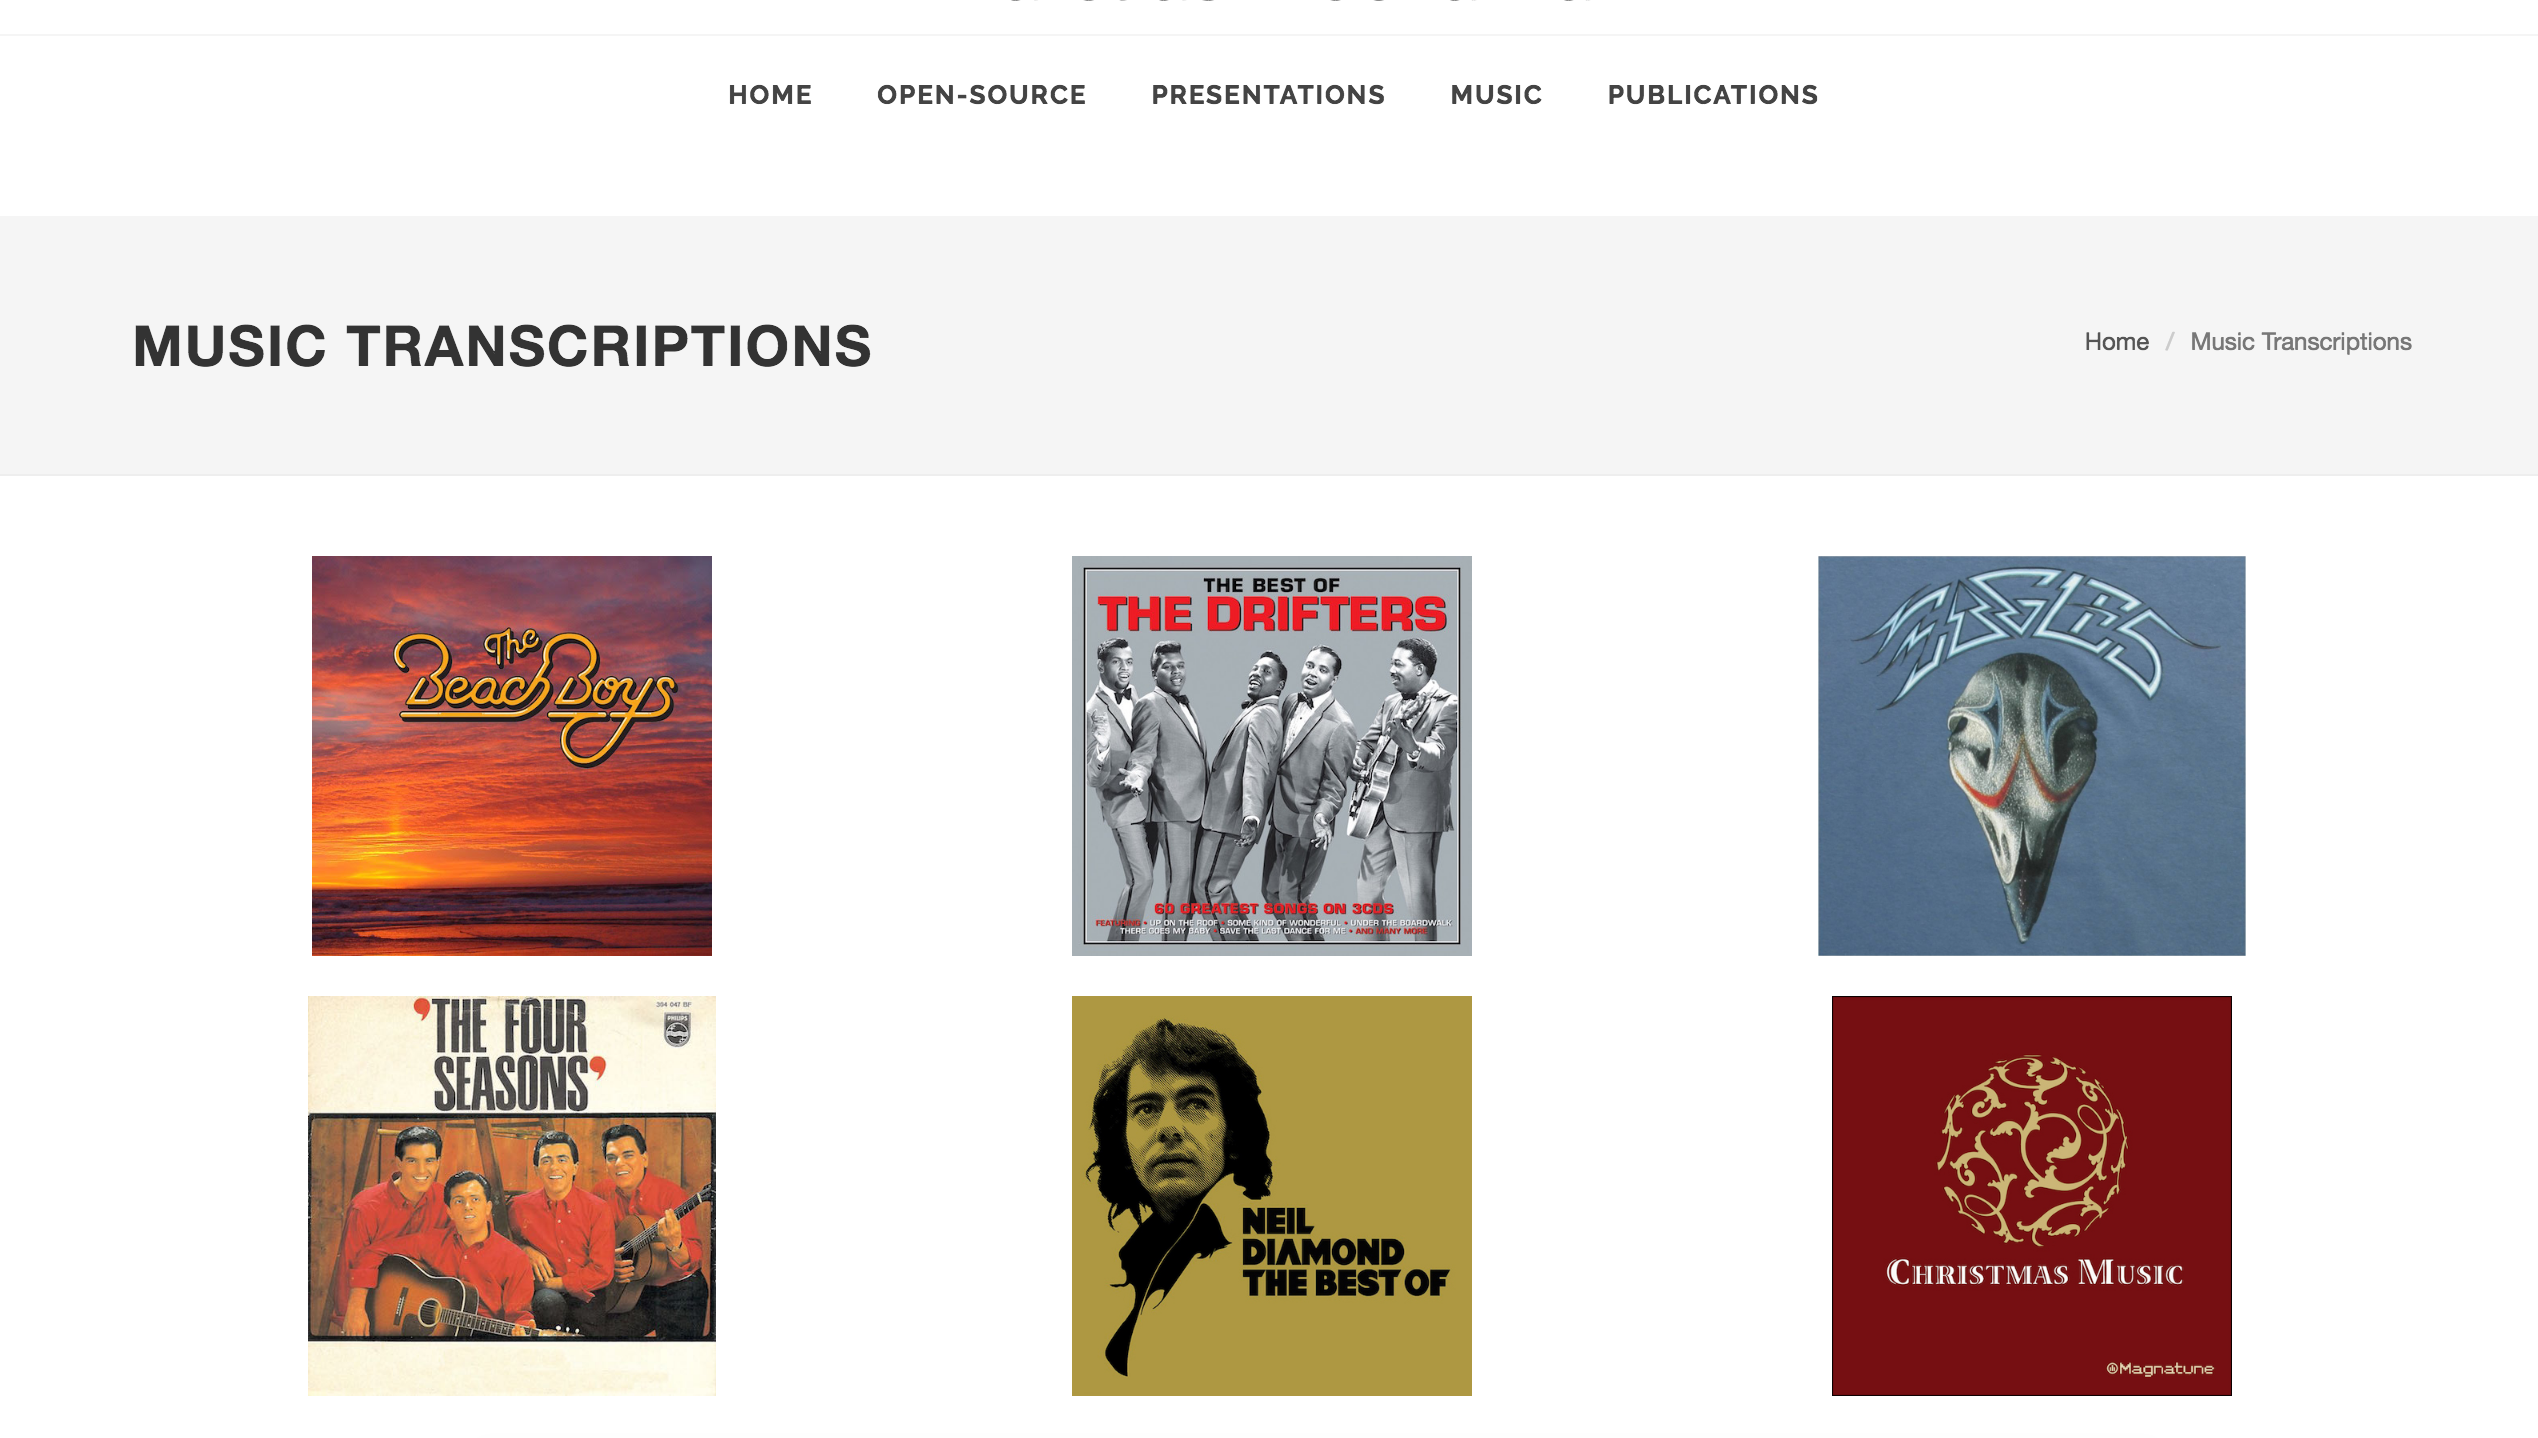 HOME OPEN-SOURCE PRESENTATIONS MUSIC PUBLICATIONS
MUSIC TRANSCRIPTIONS
Home / Music Transcriptions
The
Beach Boys
THE BEST OF
THE DRIFTERS
60 GREATEST SONGS ON 3CDS
FEATURING • UP ON THE ROOF • SOME KIND OF WONDERFUL • UNDER THE BOARDWALK
THERE GOES MY BABY • SAVE THE LAST DANCE FOR ME • AND MANY MORE
EAGLES
'THE FOUR
SEASONS'
304 047 BF
PHILIPS
NEIL
DIAMOND
THE BEST OF
CHRISTMAS MUSIC
Magnatune